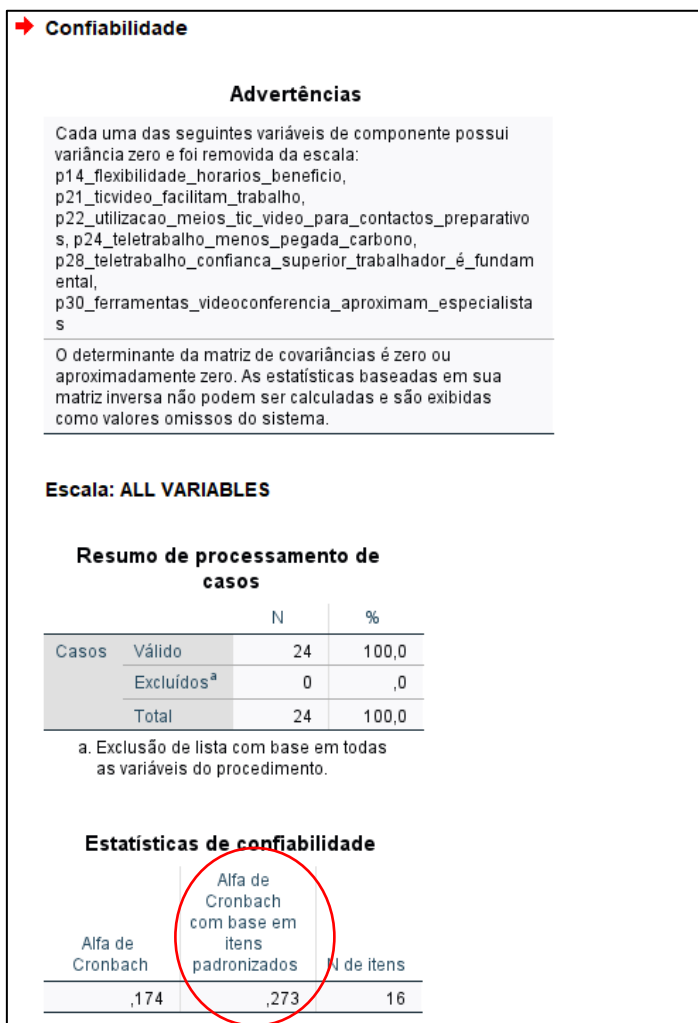 Confiabilidade
Advertências
Cada uma das seguintes variáveis de componente possui
variância zero e foi removida da escala:
p14_flexibilidade_horarios_beneficio,
p21_ticvideo_facilitam_trabalho,
p22_utilizacao_meios_tic_video_para_contactos_preparativo
s, p24_teletrabalho_menos_pegada_carbono,
p28_teletrabalho_confianca_superior_trabalhador_é_fundam
ental,
p30_ferramentas_videoconferencia_aproximam_especialista
s
O determinante da matriz de covariâncias é zero ou
aproximadamente zero. As estatísticas baseadas em sua
matriz inversa não podem ser calculadas e são exibidas
como valores omissos do sistema.
Escala: ALL VARIABLES
Resumo de processamento de
casos
N %
Casos Válido 24 100,0
Excluídosª 0 ,0
Total 24 100,0
a. Exclusão de lista com base em todas
as variáveis do procedimento.
Estatísticas de confiabilidade
Alfa de
Cronbach
Alfa de
Cronbach
com base em
itens
padronizados
N de itens
,174 ,273 16